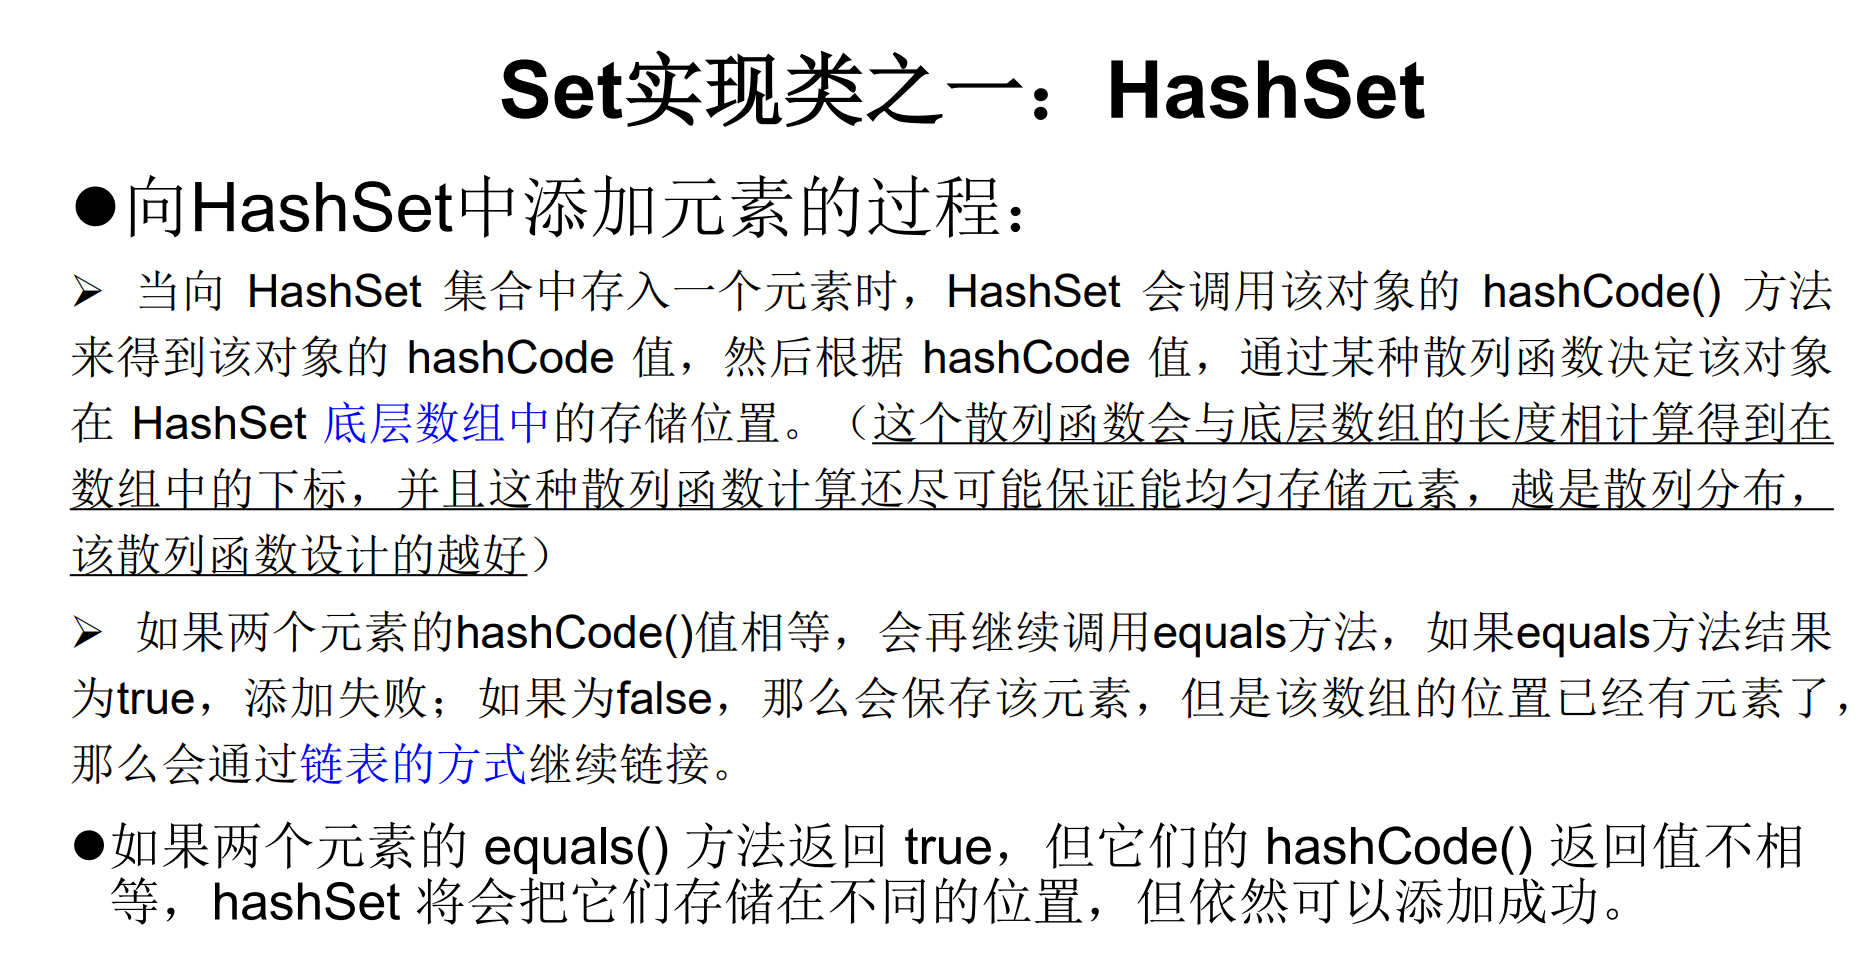 Set实现类之一：HashSet
●向HashSet中添加元素的过程：
➢ 当向 HashSet 集合中存入一个元素时，HashSet 会调用该对象的 hashCode() 方法
来得到该对象的 hashCode 值，然后根据 hashCode 值，通过某种散列函数决定该对象
在 HashSet 底层数组中的存储位置。（这个散列函数会与底层数组的长度相计算得到在
数组中的下标，并且这种散列函数计算还尽可能保证能均匀存储元素，越是散列分布，
该散列函数设计的越好）
➢ 如果两个元素的hashCode()值相等，会再继续调用equals方法，如果equals方法结果
为true，添加失败；如果为false，那么会保存该元素，但是该数组的位置已经有元素了，
那么会通过链表的方式继续链接。
●如果两个元素的 equals() 方法返回 true，但它们的 hashCode() 返回值不相
等，hashSet 将会把它们存储在不同的位置，但依然可以添加成功。